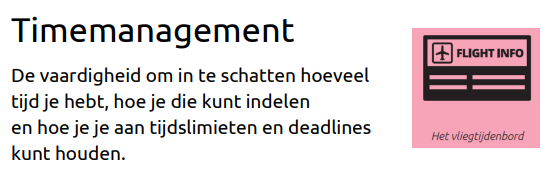 Timemanagement
De vaardigheid om in te schatten hoeveel
tijd je hebt, hoe je die kunt indelen
en hoe je je aan tijdslimieten en deadlines
kunt houden.
FLIGHT INFO
Het vliegtijdenbord